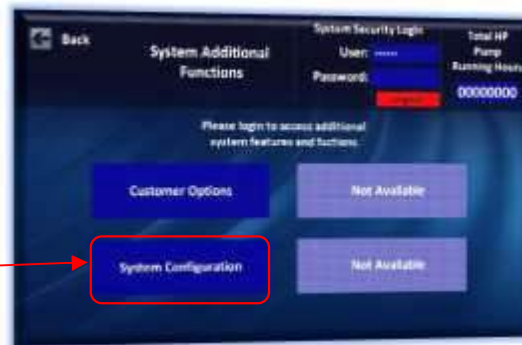 Back
System Additional
Functions
System Security Login
User: *****
Password:
Total HP
Pump
Running Hours
00000000
Please login to access additional
system features and fuctions.
Customer Options
Not Available
System Configuration
Not Available